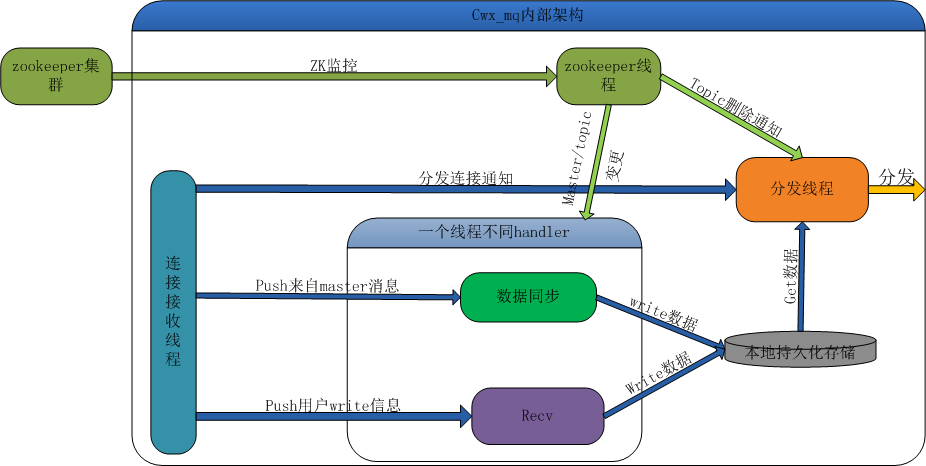 Cwx_mq内部架构
zookeeper集
群
ZK监控
zookeeper线
程
Topic删除通知
Master/topic
变更
分发连接通知
分发线程
分发
一个线程不同handler
连
接
接
收
线
程
Push来自master消息
数据同步
write数据
Get数据
本地持久化存储
Push用户write信息
Recv
Write数据